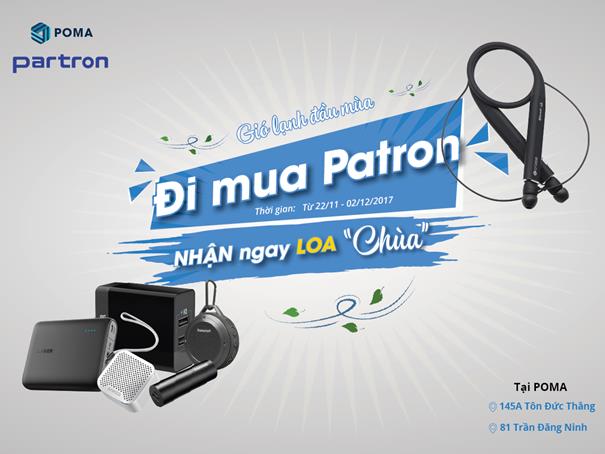 POMA
partron
Gió lạnh đầu mùa
Đi mua Patron
Thời gian: Từ 22/11 - 02/12/2017
NHẬN ngay LOA "Chùa"
ANKER
Tại POMA
145A Tôn Đức Thắng
81 Trần Đăng Ninh